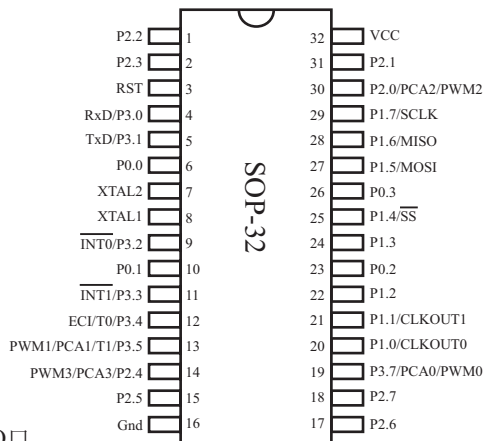 P2.2 1 32 VCC
P2.3 2 31 P2.1
RST 3 30 P2.0/PCA2/PWM2
RxD/P3.0 4 29 P1.7/SCLK
TxD/P3.1 5 28 P1.6/MISO
P0.0 6 27 P1.5/MOSI
XTAL2 7 26 P0.3
XTAL1 8 25 P1.4/SS
INT0/P3.2 9 24 P1.3
P0.1 10 23 P0.2
INT1/P3.3 11 22 P1.2
ECI/T0/P3.4 12 21 P1.1/CLKOUT1
PWM1/PCA1/T1/P3.5 13 20 P1.0/CLKOUT0
PWM3/PCA3/P2.4 14 19 P3.7/PCA0/PWM0
P2.5 15 18 P2.7
Gnd 16 17 P2.6
SOP-32